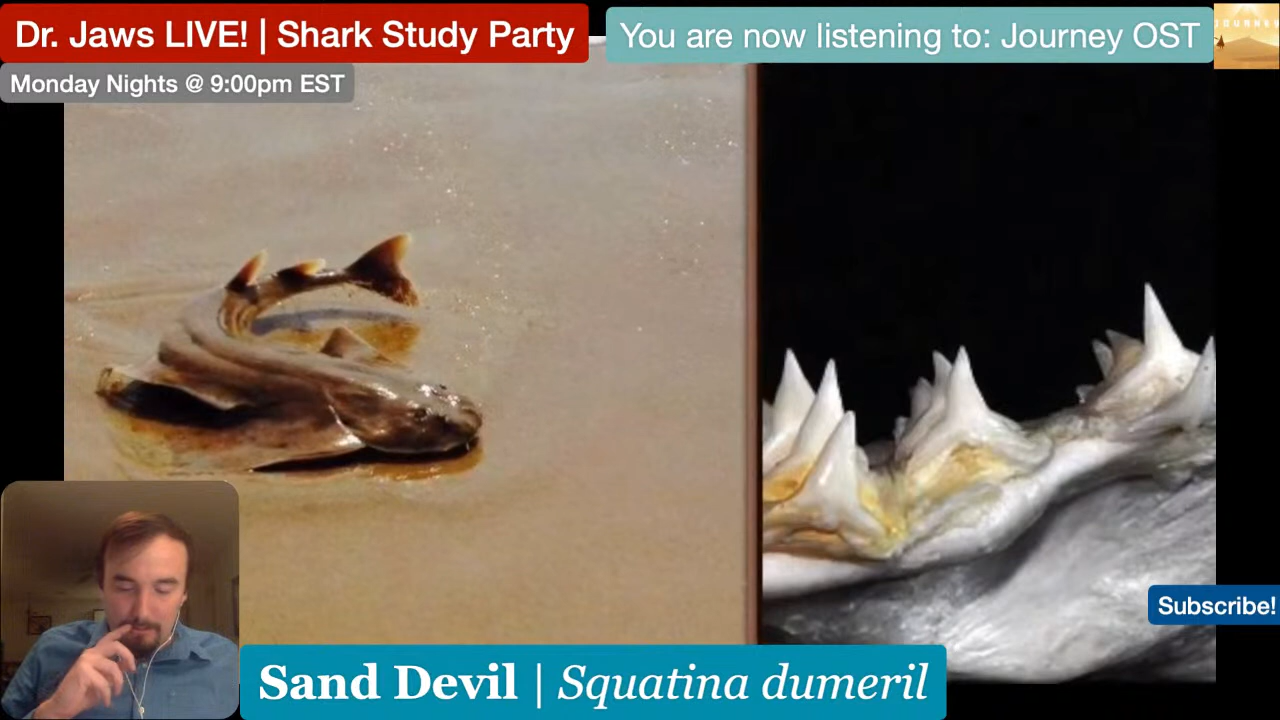 Dr. Jaws LIVE! | Shark Study Party
You are now listening to: Journey OST
JOURNEY
Monday Nights @ 9:00pm EST
Subscribe!
Sand Devil | Squatina dumeril